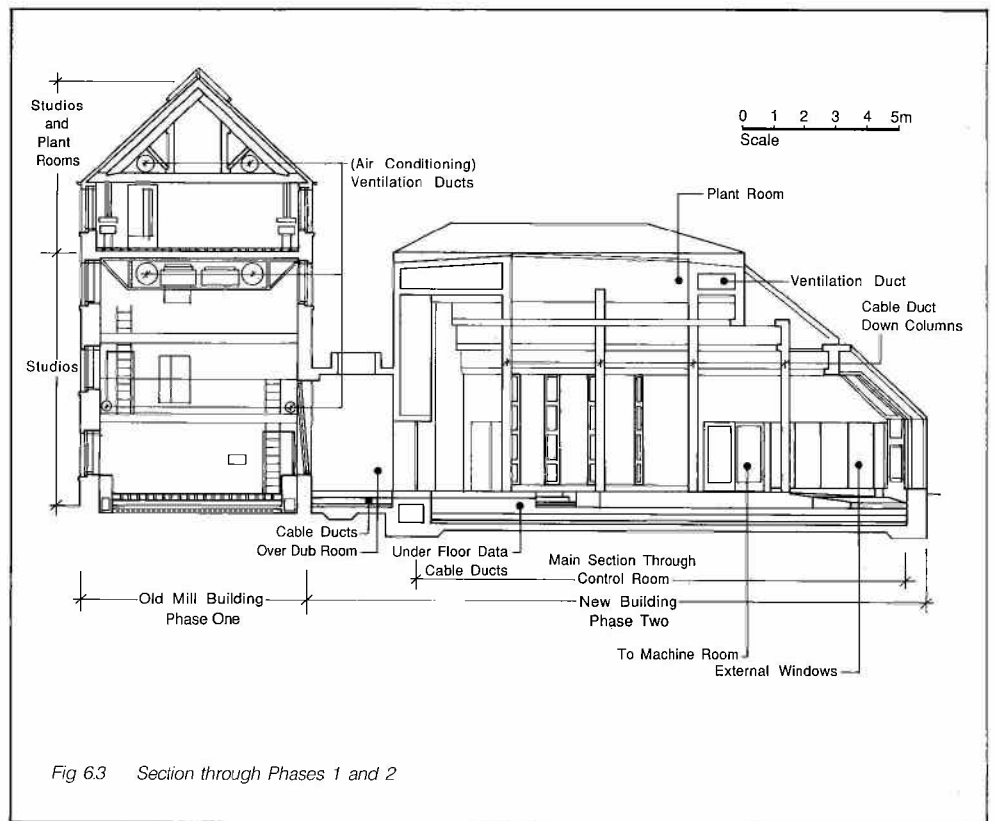 Studios
and
Plant
Rooms
(Air Conditioning)
Ventilation Ducts
0 1 2 3 4 5m
Scale
Plant Room
Ventilation Duct
Cable Duct
Down Columns
Studios
Cable Ducts
Over Dub Room
Under Floor Data
Cable Ducts
Main Section Through
Control Room
Old Mill Building
Phase One
New Building
Phase Two
To Machine Room
External Windows
Fig 6.3 Section through Phases 1 and 2